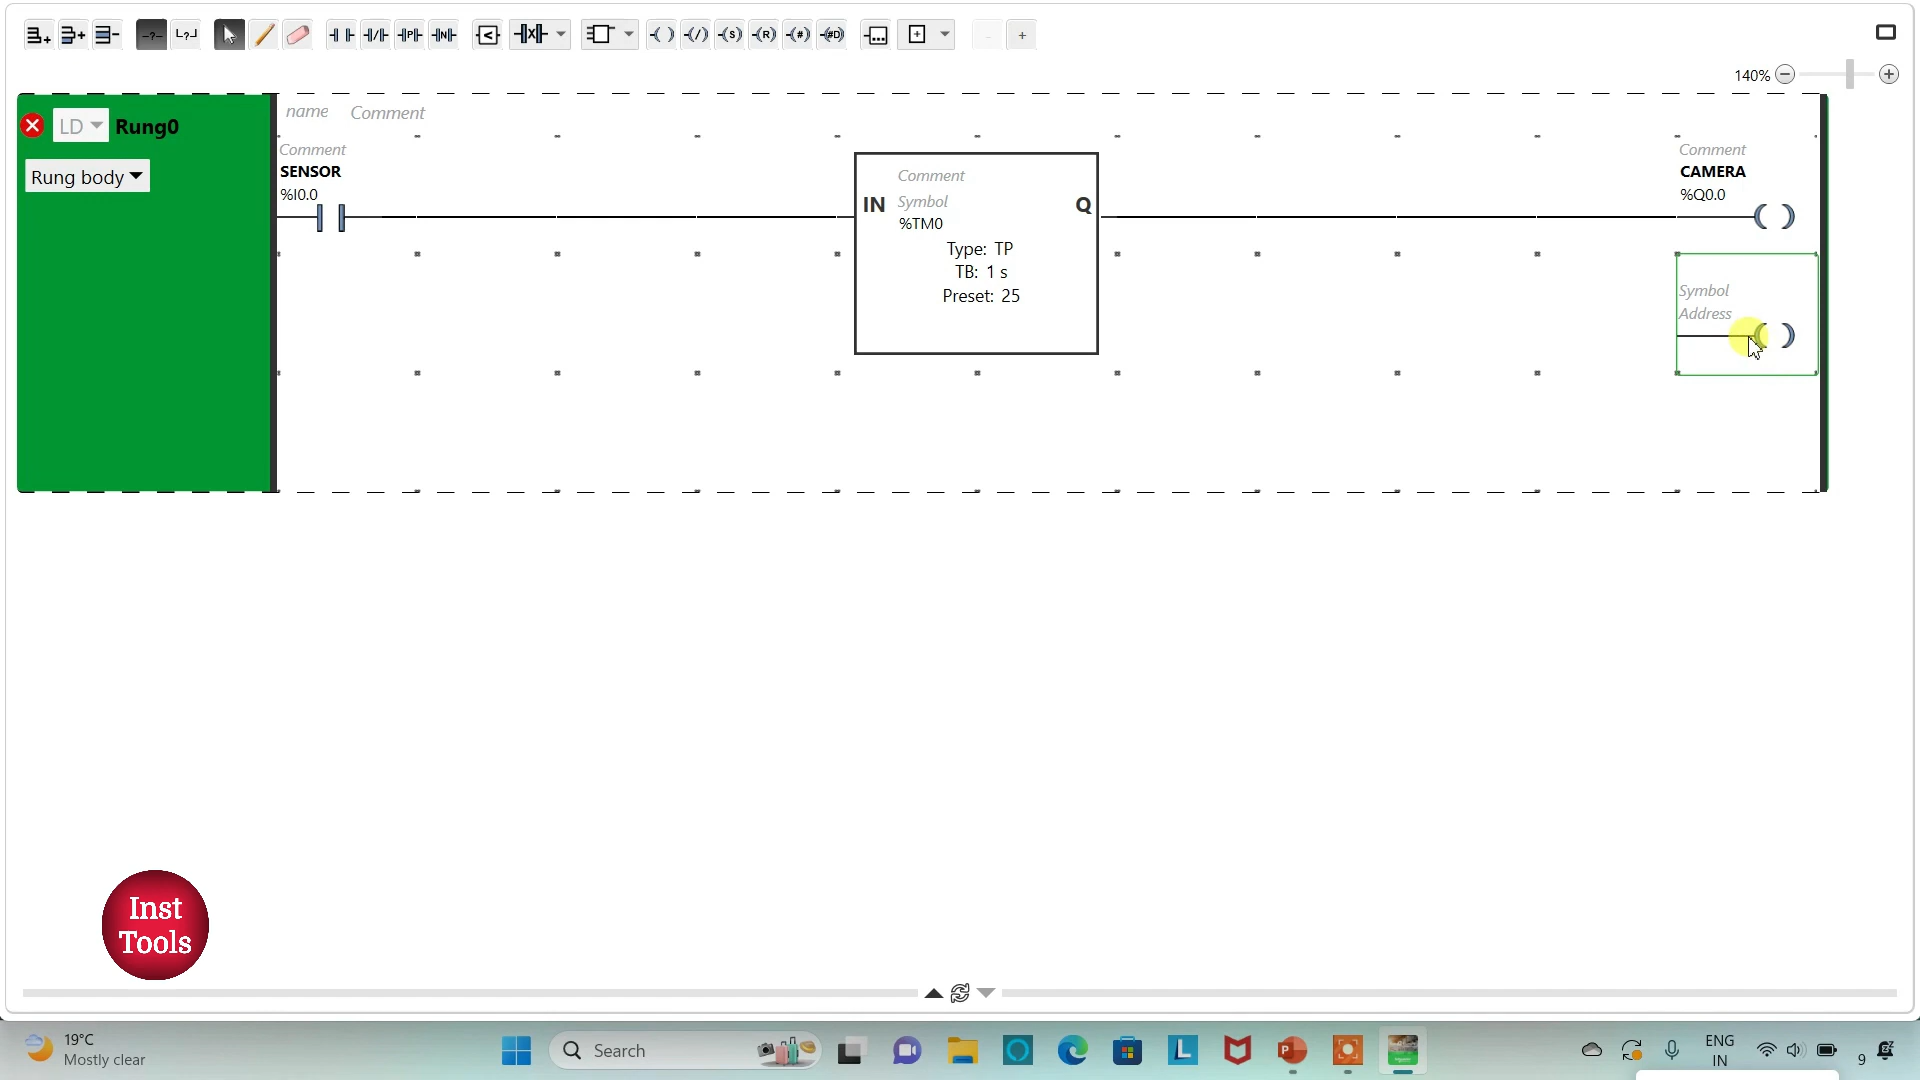 140%
LD Rung0
name Comment
Rung body
Comment
SENSOR
%I0.0
Comment
Symbol
%TM0
IN
Q
Type: TP
TB: 1 s
Preset: 25
Comment
CAMERA
%Q0.0
Symbol
Address
Inst
Tools
19°C
Mostly clear
Search
ENG
IN
9